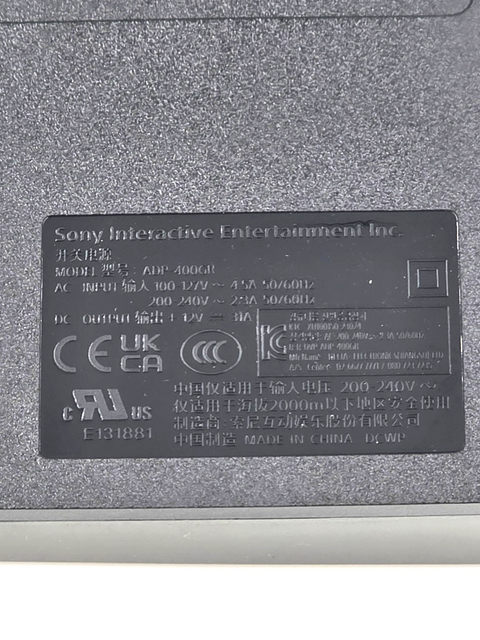 Sony Interactive Entertainment Inc.
开关电源
MODEL 型号: ADP-400GR
AC INPUT 输入 100-127V ~ 4.5A 50/60Hz
200-240V ~ 2.3A 50/60Hz
DC OUTPUT 输出 12V 31A
CE UK CA CCC
c RU US
E131881
中国仅适用于输入电压 200-240V~
仅适用于海拔2000m以下地区安全使用
制造商: 索尼互动娱乐股份有限公司
中国制造 MADE IN CHINA DCWP